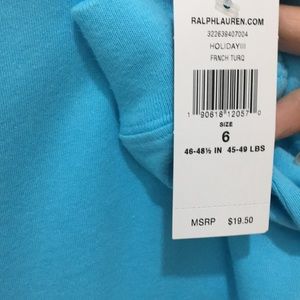 RALPHLAUREN.COM
322639407004
HOLIDAYIII
FRNCH TURQ
1 90618 12057 0
SIZE
6
46-48½ IN 45-49 LBS
MSRP $19.50